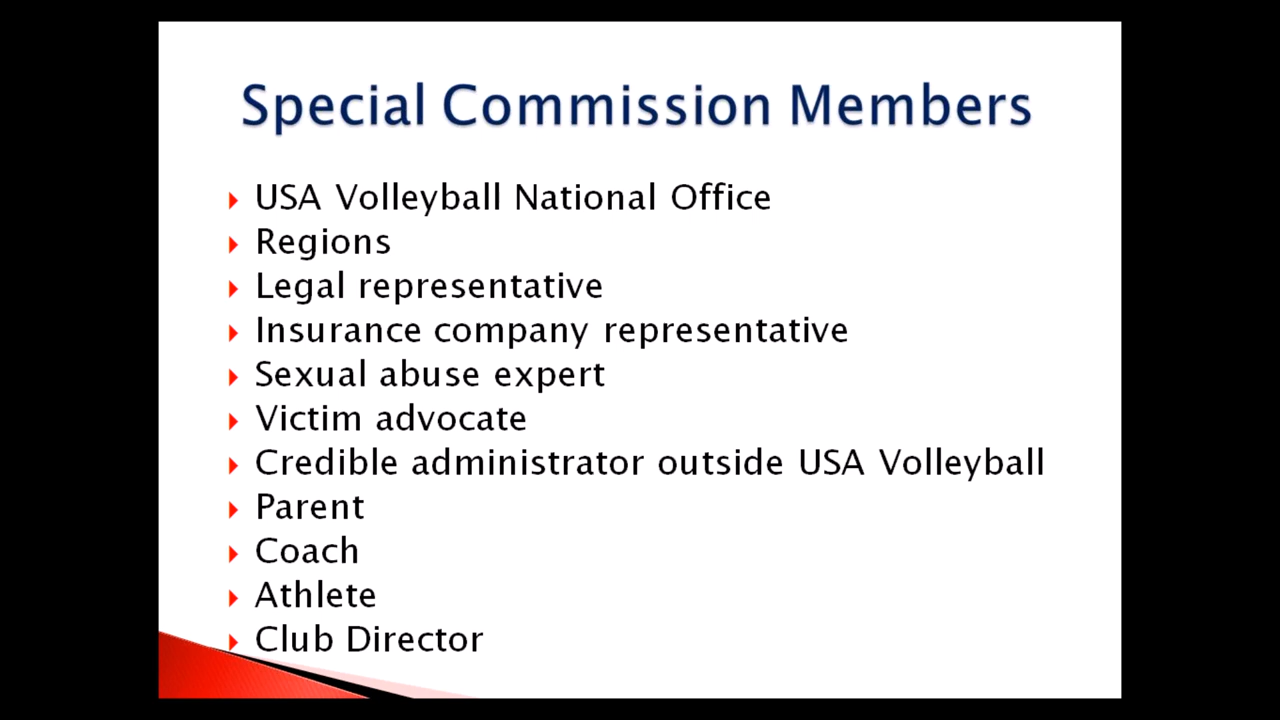 Special Commission Members
USA Volleyball National Office
Regions
Legal representative
Insurance company representative
Sexual abuse expert
Victim advocate
Credible administrator outside USA Volleyball
Parent
Coach
Athlete
Club Director